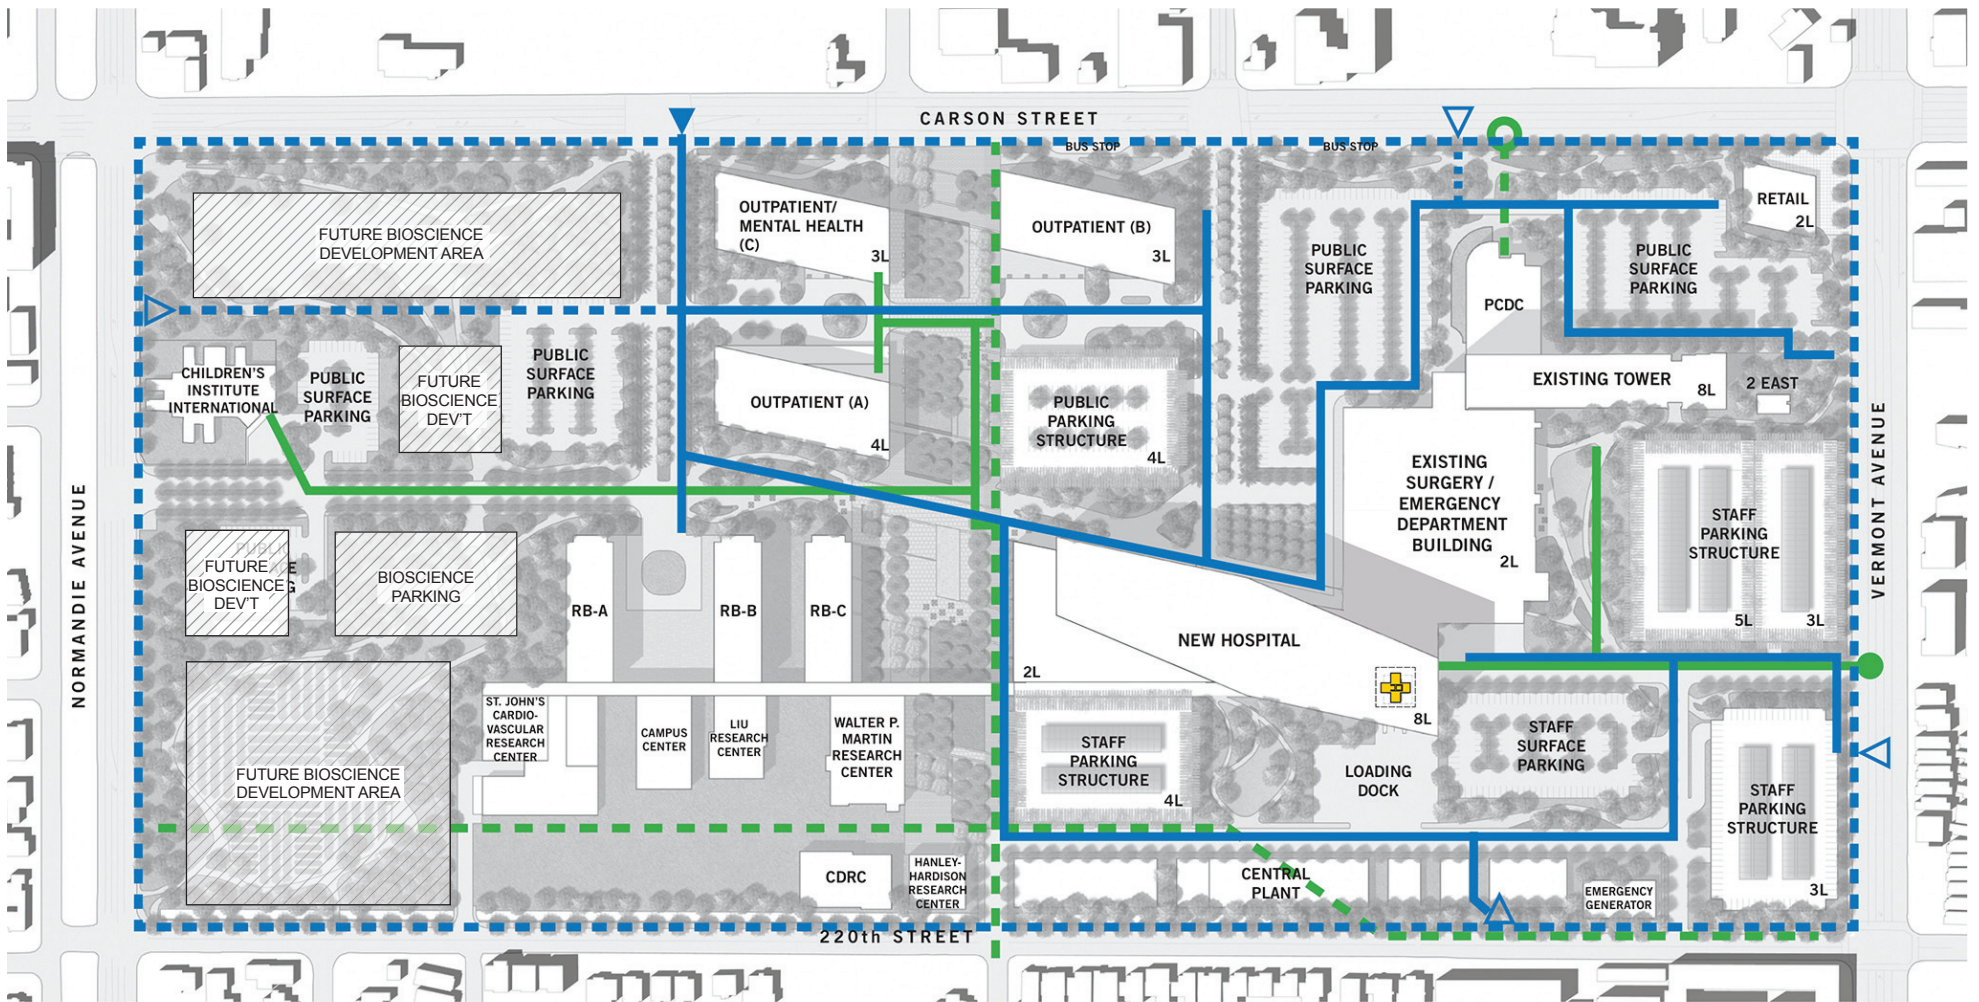 CARSON STREET
BUS STOP
BUS STOP
OUTPATIENT/
MENTAL HEALTH
(C)
3L
OUTPATIENT (B)
3L
RETAIL
2L
FUTURE BIOSCIENCE
DEVELOPMENT AREA
PUBLIC
SURFACE
PARKING
PUBLIC
SURFACE
PARKING
PCDC
CHILDREN'S
INSTITUTE
INTERNATIONAL
PUBLIC
SURFACE
PARKING
FUTURE
BIOSCIENCE
DEV'T
PUBLIC
SURFACE
PARKING
OUTPATIENT (A)
4L
PUBLIC
PARKING
STRUCTURE
4L
EXISTING TOWER
8L
2 EAST
EXISTING
SURGERY /
EMERGENCY
DEPARTMENT
BUILDING
2L
STAFF
PARKING
STRUCTURE
5L
3L
NORMANDIE AVENUE
VERMONT AVENUE
FUTURE
BIOSCIENCE
DEV'T
BIOSCIENCE
PARKING
RB-A
RB-B
RB-C
NEW HOSPITAL
2L
8L
H
ST. JOHN'S
CARDIO-
VASCULAR
RESEARCH
CENTER
CAMPUS
CENTER
LIU
RESEARCH
CENTER
WALTER P.
MARTIN
RESEARCH
CENTER
STAFF
PARKING
STRUCTURE
4L
LOADING
DOCK
STAFF
SURFACE
PARKING
STAFF
PARKING
STRUCTURE
3L
FUTURE BIOSCIENCE
DEVELOPMENT AREA
CDRC
HANLEY-
HARDISON
RESEARCH
CENTER
CENTRAL
PLANT
EMERGENCY
GENERATOR
220th STREET